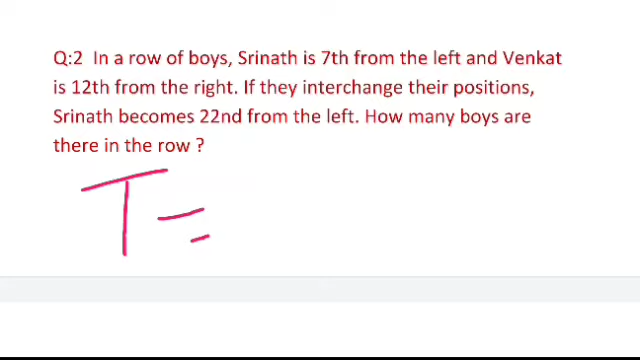 Q:2 In a row of boys, Srinath is 7th from the left and Venkat
is 12th from the right. If they interchange their positions,
Srinath becomes 22nd from the left. How many boys are
there in the row ?
T =